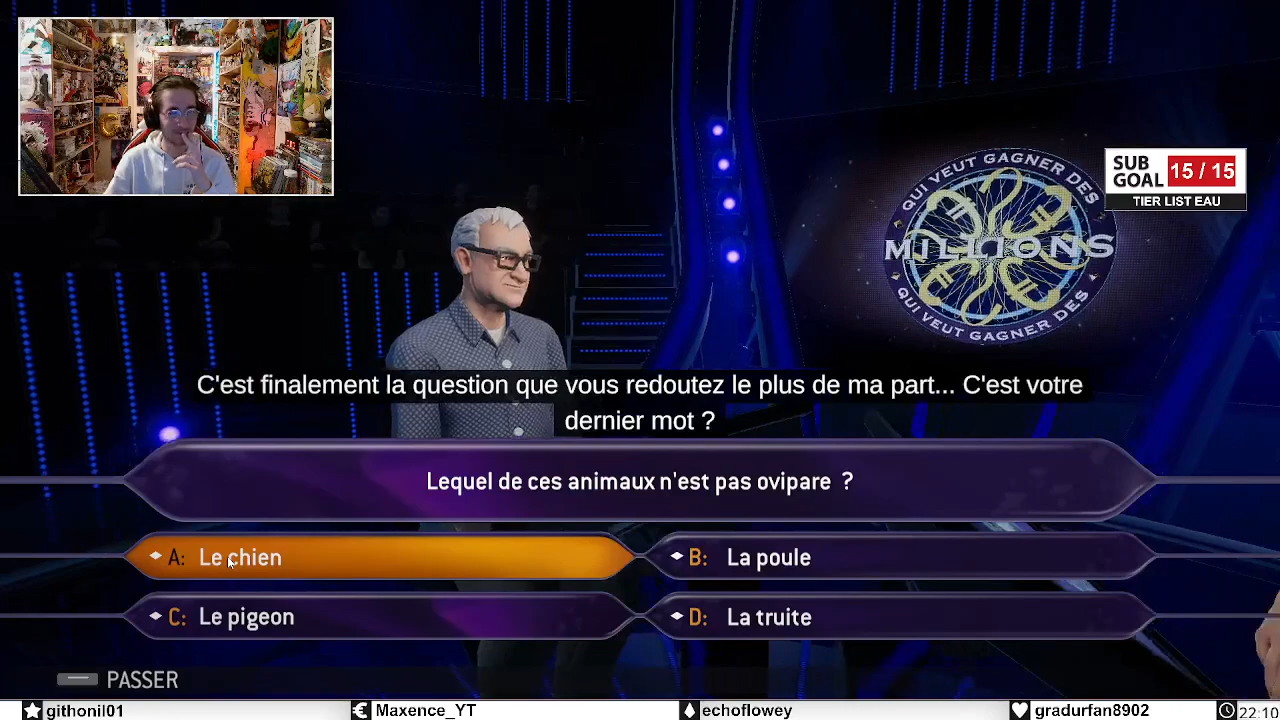 SUB
GOAL
15 / 15
TIER LIST EAU
QUI VEUT GAGNER DES
MILLIONS
QUI VEUT GAGNER DES
C'est finalement la question que vous redoutez le plus de ma part... C'est votre
dernier mot ?
Lequel de ces animaux n'est pas ovipare ?
A: Le chien
B: La poule
C: Le pigeon
D: La truite
PASSER
githonil01
Maxence_YT
echoflowey
gradurfan8902
22:10